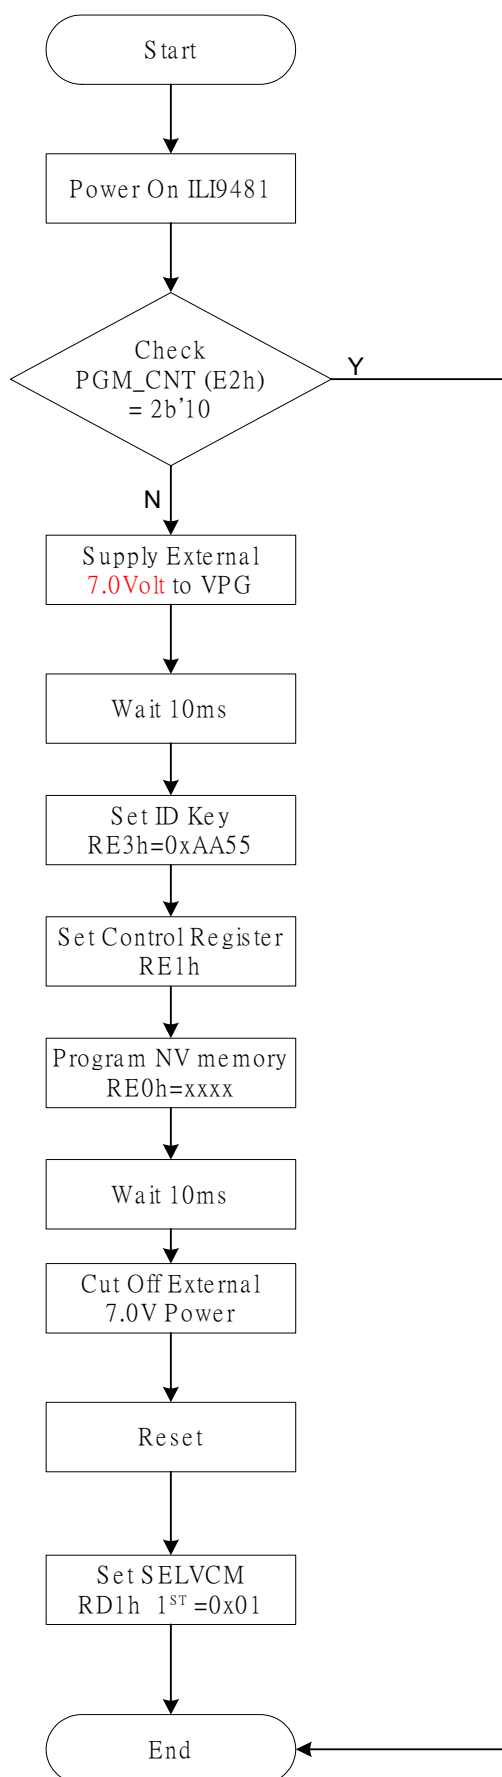 Start
Power On ILI9481
Check
PGM_CNT (E2h)
= 2b'10
Y
N
Supply External
7.0Volt to VPG
Wait 10ms
Set ID Key
RE3h=0xAA55
Set Control Register
RE1h
Program NV memory
RE0h=xxxx
Wait 10ms
Cut Off External
7.0V Power
Reset
Set SELVCM
RD1h 1ST =0x01
End